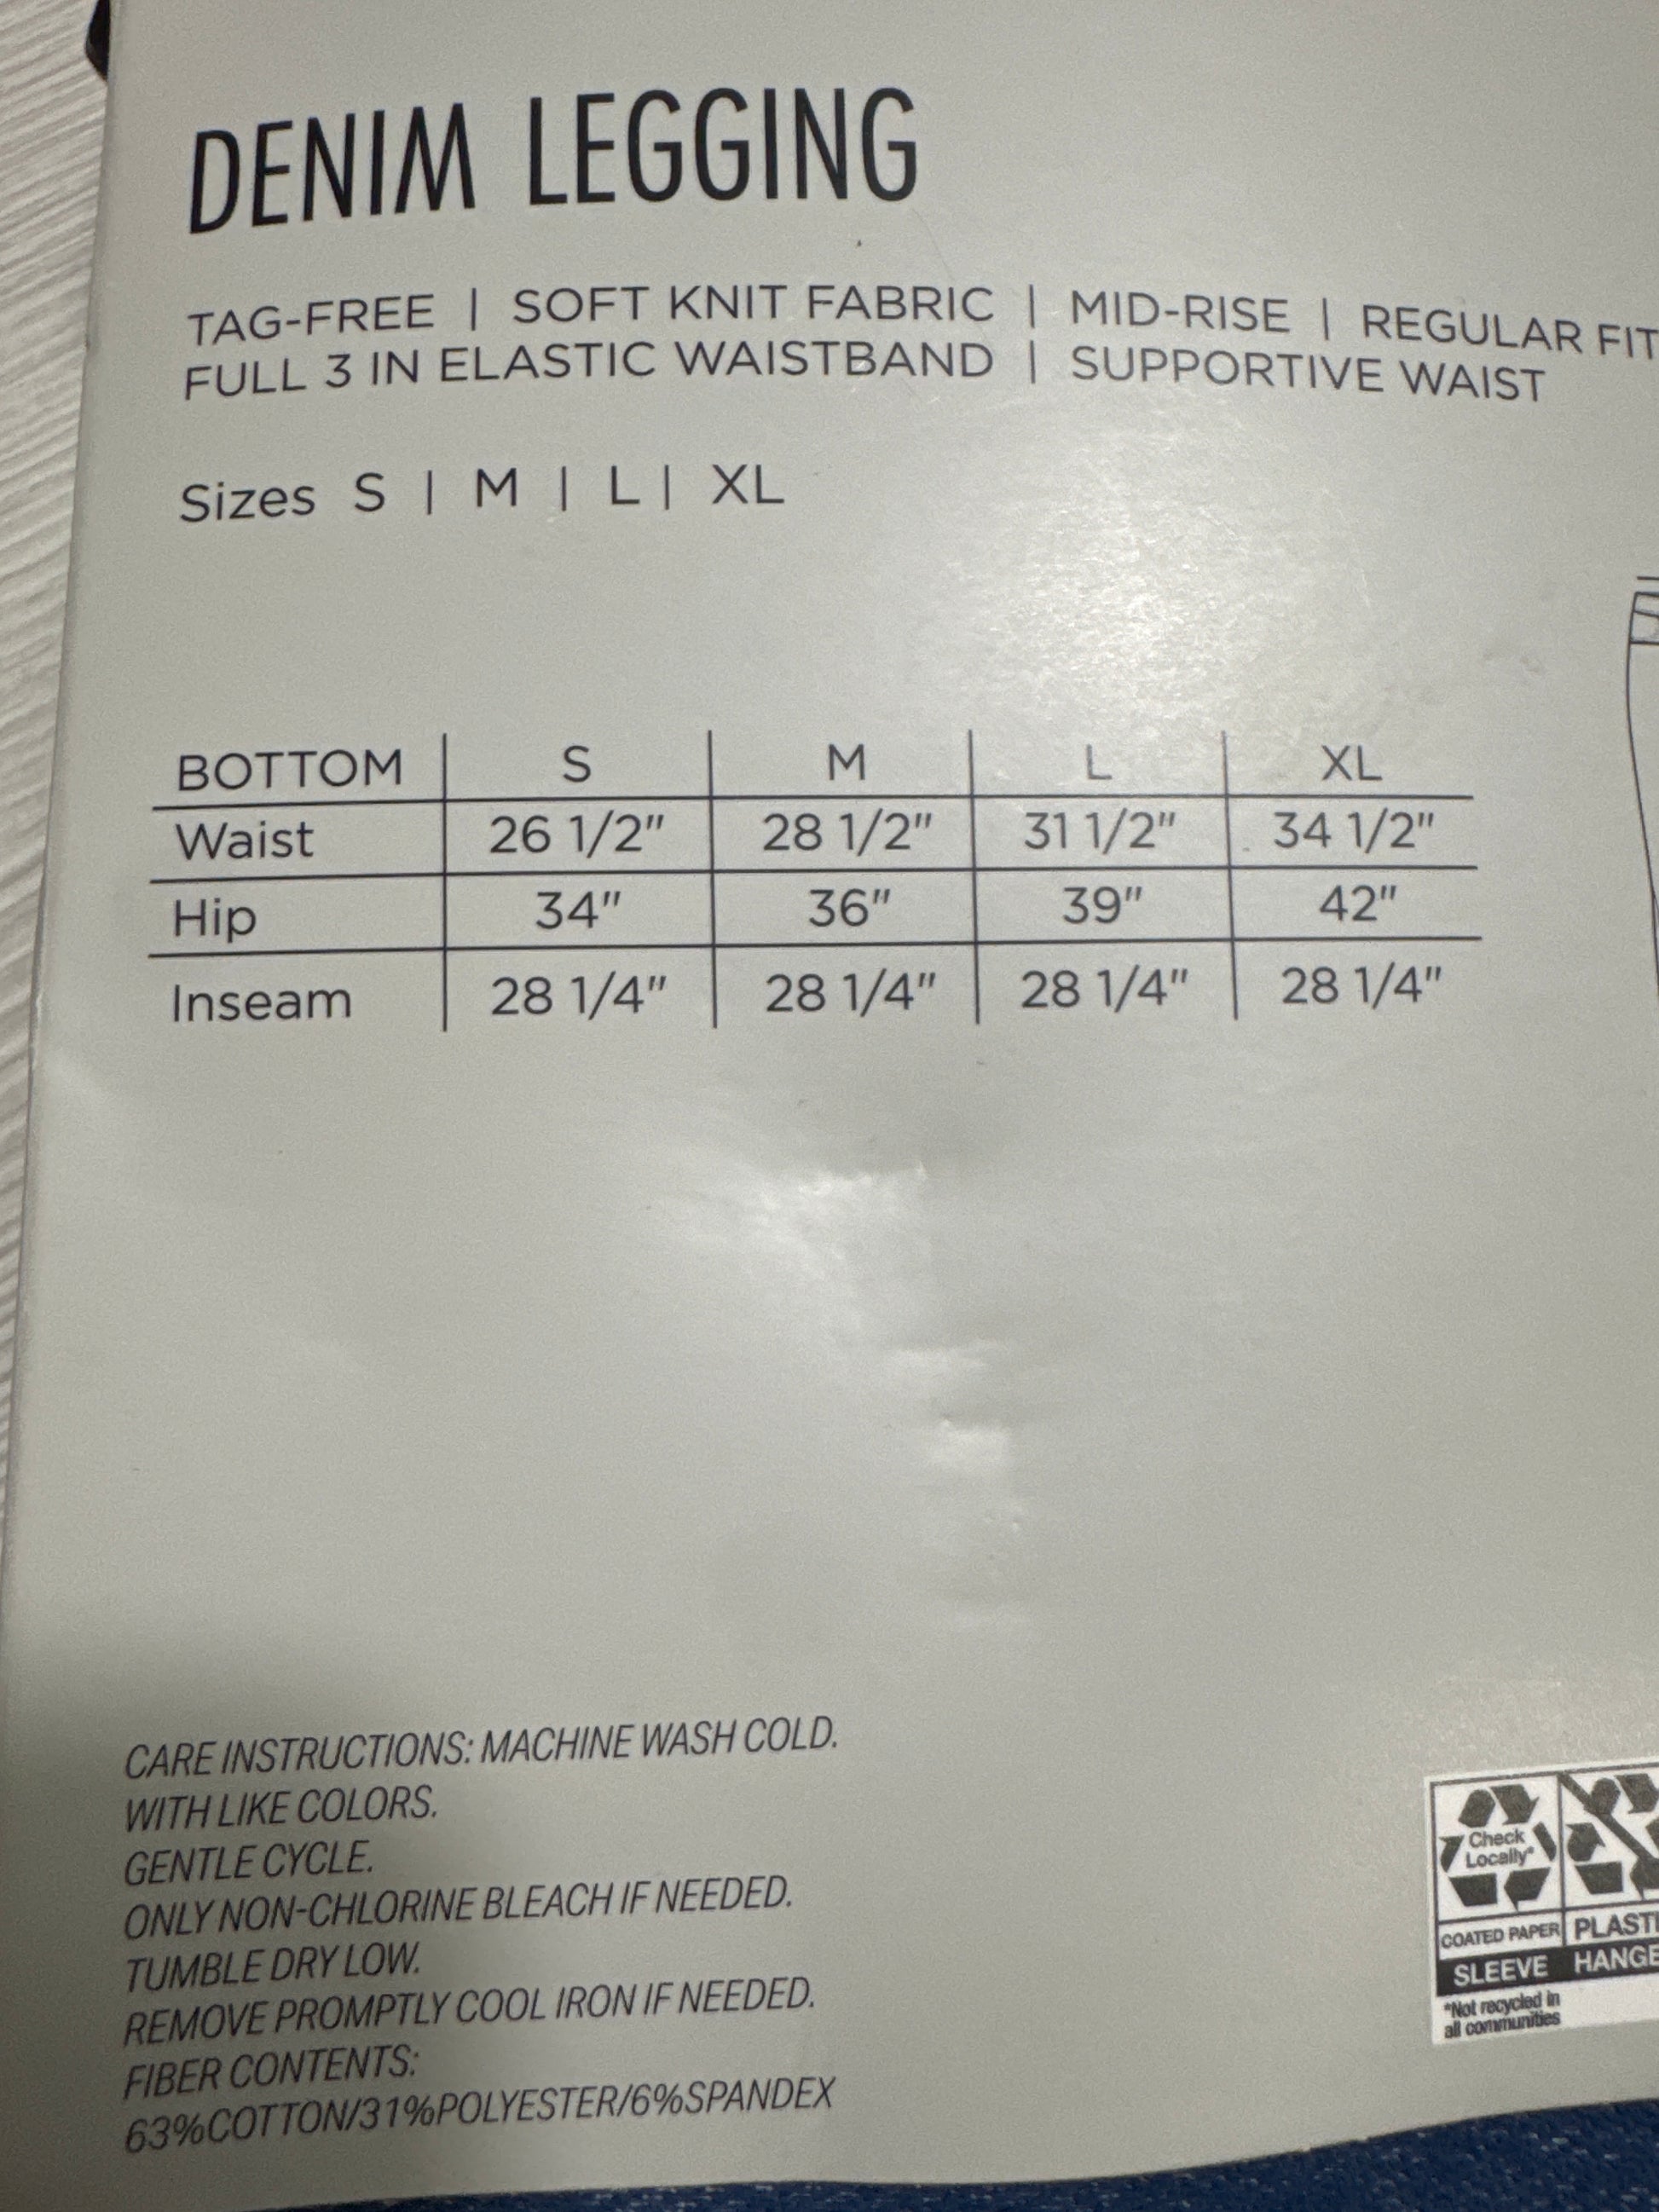 DENIM LEGGING
TAG-FREE | SOFT KNIT FABRIC | MID-RISE | REGULAR FIT
FULL 3 IN ELASTIC WAISTBAND | SUPPORTIVE WAIST
Sizes S | M | L | XL
BOTTOM S M L XL
Waist 26 1/2" 28 1/2" 31 1/2" 34 1/2"
Hip 34" 36" 39" 42"
Inseam 28 1/4" 28 1/4" 28 1/4" 28 1/4"
CARE INSTRUCTIONS: MACHINE WASH COLD.
WITH LIKE COLORS.
GENTLE CYCLE.
ONLY NON-CHLORINE BLEACH IF NEEDED.
TUMBLE DRY LOW.
REMOVE PROMPTLY COOL IRON IF NEEDED.
FIBER CONTENTS:
63%COTTON/31%POLYESTER/6%SPANDEX
Check
Locally*
COATED PAPER PLASTI
SLEEVE HANGE
*Not recycled in
all communities